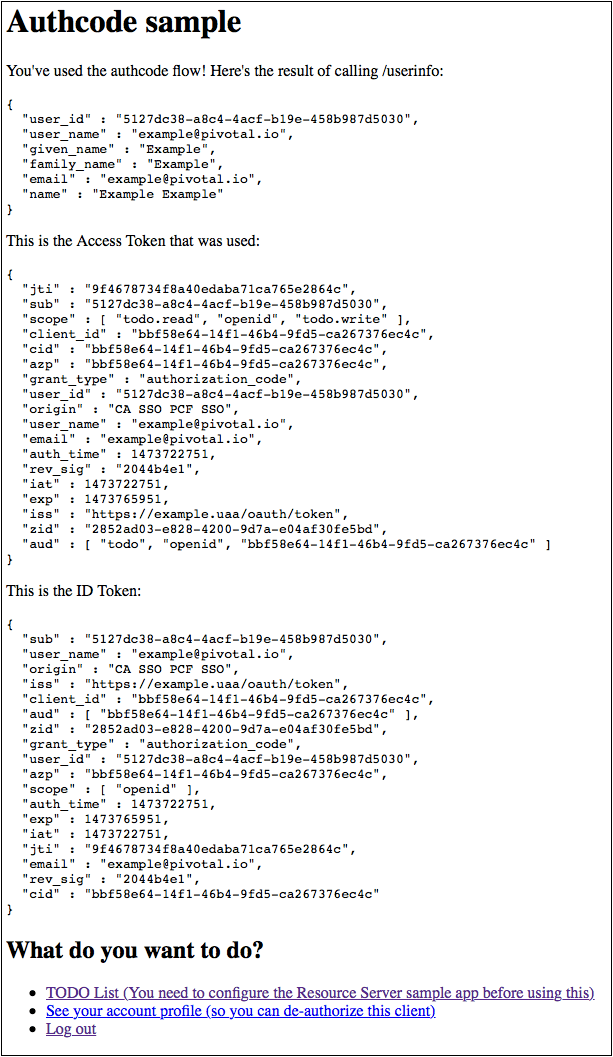 Authcode sample
You've used the authcode flow! Here's the result of calling /userinfo:
{
  "user_id" : "5127dc38-a8c4-4acf-b19e-458b987d5030",
  "user_name" : "example@pivotal.io",
  "given_name" : "Example",
  "family_name" : "Example",
  "email" : "example@pivotal.io",
  "name" : "Example Example"
}
This is the Access Token that was used:
{
  "jti" : "9f4678734f8a40edaba71ca765e2864c",
  "sub" : "5127dc38-a8c4-4acf-b19e-458b987d5030",
  "scope" : [ "todo.read", "openid", "todo.write" ],
  "client_id" : "bbf58e64-14f1-46b4-9fd5-ca267376ec4c",
  "cid" : "bbf58e64-14f1-46b4-9fd5-ca267376ec4c",
  "azp" : "bbf58e64-14f1-46b4-9fd5-ca267376ec4c",
  "grant_type" : "authorization_code",
  "user_id" : "5127dc38-a8c4-4acf-b19e-458b987d5030",
  "origin" : "CA SSO PCF SSO",
  "user_name" : "example@pivotal.io",
  "email" : "example@pivotal.io",
  "auth_time" : 1473722751,
  "rev_sig" : "2044b4e1",
  "iat" : 1473722751,
  "exp" : 1473765951,
  "iss" : "https://example.uaa/oauth/token",
  "zid" : "2852ad03-e828-4200-9d7a-e04af30fe5bd",
  "aud" : [ "todo", "openid", "bbf58e64-14f1-46b4-9fd5-ca267376ec4c" ]
}
This is the ID Token:
{
  "sub" : "5127dc38-a8c4-4acf-b19e-458b987d5030",
  "user_name" : "example@pivotal.io",
  "origin" : "CA SSO PCF SSO",
  "iss" : "https://example.uaa/oauth/token",
  "client_id" : "bbf58e64-14f1-46b4-9fd5-ca267376ec4c",
  "aud" : [ "bbf58e64-14f1-46b4-9fd5-ca267376ec4c" ],
  "zid" : "2852ad03-e828-4200-9d7a-e04af30fe5bd",
  "grant_type" : "authorization_code",
  "user_id" : "5127dc38-a8c4-4acf-b19e-458b987d5030",
  "azp" : "bbf58e64-14f1-46b4-9fd5-ca267376ec4c",
  "scope" : [ "openid" ],
  "auth_time" : 1473722751,
  "exp" : 1473765951,
  "iat" : 1473722751,
  "jti" : "9f4678734f8a40edaba71ca765e2864c",
  "email" : "example@pivotal.io",
  "rev_sig" : "2044b4e1",
  "cid" : "bbf58e64-14f1-46b4-9fd5-ca267376ec4c"
}
What do you want to do?
• TODO List (You need to configure the Resource Server sample app before using this)
• See your account profile (so you can de-authorize this client)
• Log out